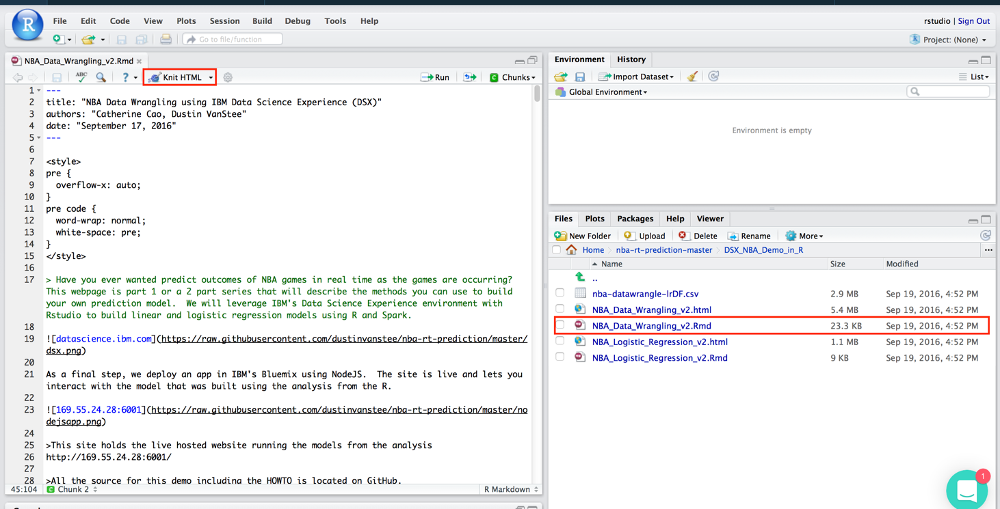 R File Edit Code View Plots Session Build Debug Tools Help
rstudio | Sign Out
Go to file/function
Project: (None)
NBA_Data_Wrangling_v2.Rmd
ABC ? Knit HTML Run Chunks
1 ---
2 title: "NBA Data Wrangling using IBM Data Science Experience (DSX)"
3 authors: "Catherine Cao, Dustin VanStee"
4 date: "September 17, 2016"
5 ---
6
7 <style>
8 pre {
9 overflow-x: auto;
10 }
11 pre code {
12 word-wrap: normal;
13 white-space: pre;
14 }
15 </style>
16
17 > Have you ever wanted predict outcomes of NBA games in real time as the games are occurring?
This webpage is part 1 or a 2 part series that will describe the methods you can use to build
your own prediction model.  We will leverage IBM's Data Science Experience environment with
Rstudio to build linear and logistic regression models using R and Spark.
18
19 ![datascience.ibm.com](https://raw.githubusercontent.com/dustinvanstee/nba-rt-prediction/master/
dsx.png)
20
21 As a final step, we deploy an app in IBM's Bluemix using NodeJS.  The site is live and lets you
interact with the model that was built using the analysis from the R.
22
23 ![169.55.24.28:6001](https://raw.githubusercontent.com/dustinvanstee/nba-rt-prediction/master/no
dejsapp.png)
24
25 >This site holds the live hosted website running the models from the analysis
26 http://169.55.24.28:6001/
27
28 >All the source for this demo including the HOWTO is located on GitHub.
45:104 C Chunk 2 R Markdown
Environment History
Import Dataset List
Global Environment
Environment is empty
Files Plots Packages Help Viewer
New Folder Upload Delete Rename More
Home nba-rt-prediction-master DSX_NBA_Demo_in_R ...
Name Size Modified
..
nba-datawrangle-lrDF.csv 2.9 MB Sep 19, 2016, 4:52 PM
NBA_Data_Wrangling_v2.html 5.4 MB Sep 19, 2016, 4:52 PM
NBA_Data_Wrangling_v2.Rmd 23.3 KB Sep 19, 2016, 4:52 PM
NBA_Logistic_Regression_v2.html 1.1 MB Sep 19, 2016, 4:52 PM
NBA_Logistic_Regression_v2.Rmd 9 KB Sep 19, 2016, 4:52 PM
1